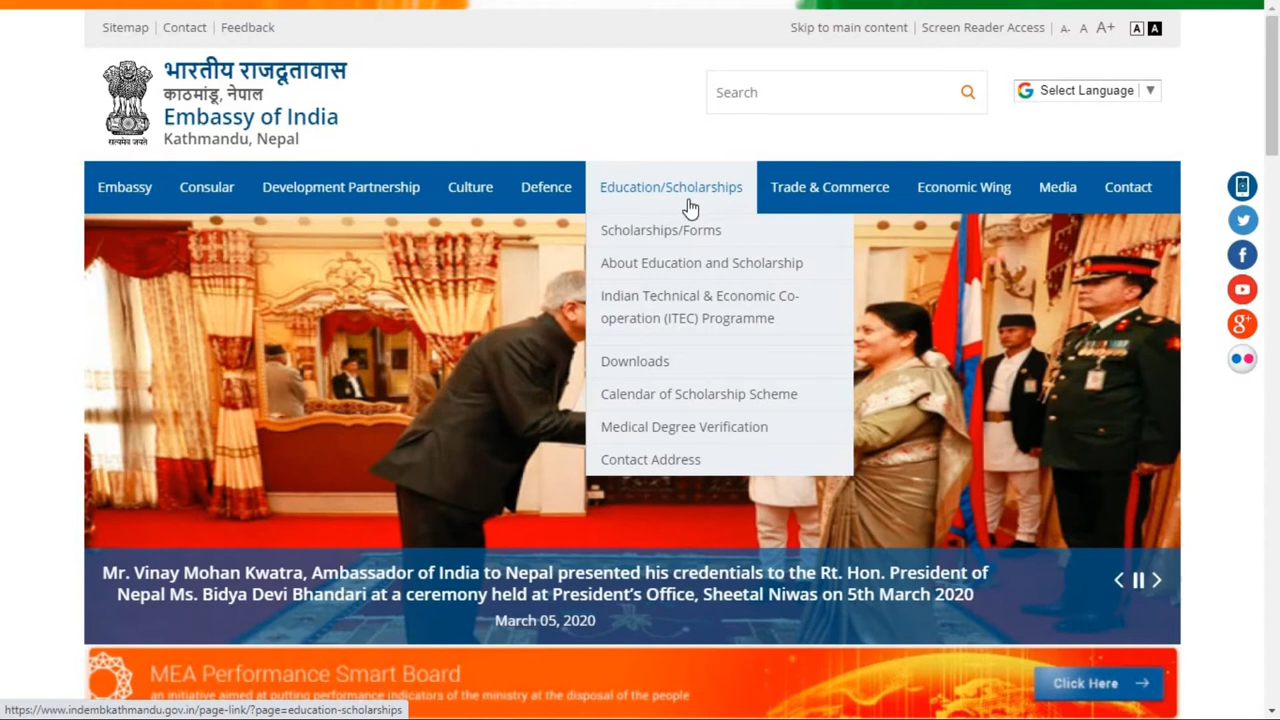 Sitemap | Contact | Feedback
Skip to main content | Screen Reader Access | A- A A+ A A
भारतीय राजदूतावास
काठमांडू, नेपाल
Embassy of India
Kathmandu, Nepal
सत्यमेव जयते
Search
Select Language ▼
Embassy Consular Development Partnership Culture Defence Education/Scholarships Trade & Commerce Economic Wing Media Contact
Scholarships/Forms
About Education and Scholarship
Indian Technical & Economic Co-
operation (ITEC) Programme
Downloads
Calendar of Scholarship Scheme
Medical Degree Verification
Contact Address
Mr. Vinay Mohan Kwatra, Ambassador of India to Nepal presented his credentials to the Rt. Hon. President of
Nepal Ms. Bidya Devi Bhandari at a ceremony held at President's Office, Sheetal Niwas on 5th March 2020
March 05, 2020
MEA Performance Smart Board
an initiative aimed at putting performance indicators of the ministry at the disposal of the people
Click Here
https://www.indembkathmandu.gov.in/page-link/?page=education-scholarships